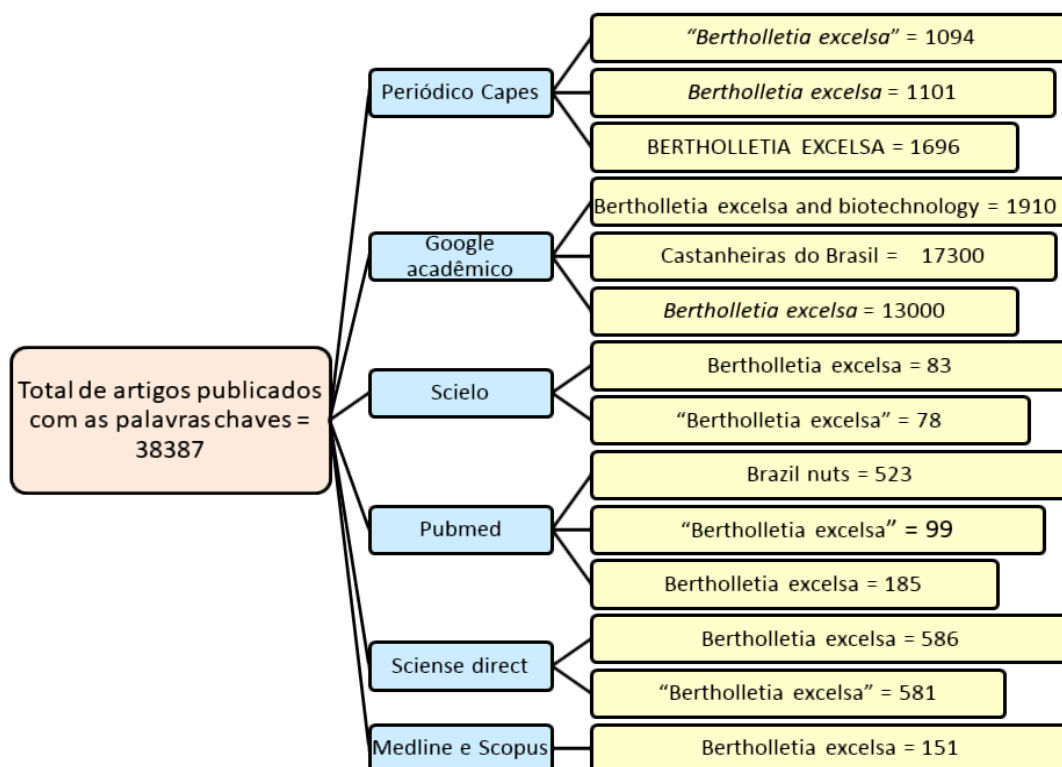 Total de artigos publicados
com as palavras chaves =
38387
Periódico Capes
“Bertholletia excelsa” = 1094
Bertholletia excelsa = 1101
BERTHOLLETIA EXCELSA = 1696
Google
acadêmico
Bertholletia excelsa and biotechnology = 1910
Castanheiras do Brasil = 17300
Bertholletia excelsa = 13000
Scielo
Bertholletia excelsa = 83
“Bertholletia excelsa” = 78
Pubmed
Brazil nuts = 523
“Bertholletia excelsa” = 99
Bertholletia excelsa = 185
Sciense direct
Bertholletia excelsa = 586
“Bertholletia excelsa” = 581
Medline e Scopus
Bertholletia excelsa = 151